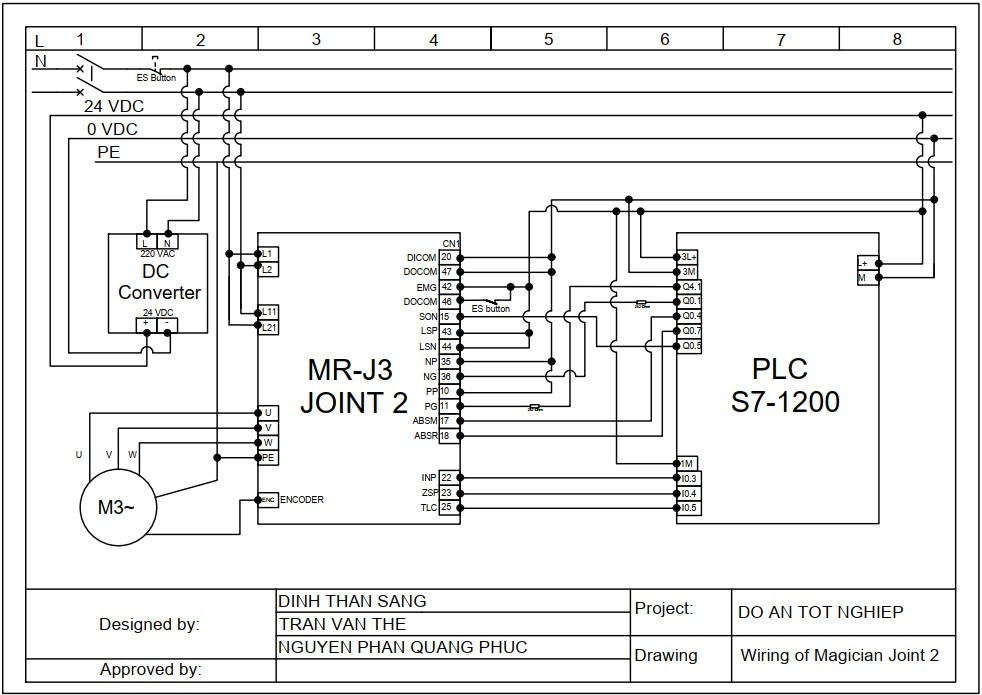 L 1 2 3 4 5 6 7 8
N
ES Button
24 VDC
0 VDC
PE
L N
220 VAC
DC
Converter
24 VDC
+ -
L1
L2
L11
L21
MR-J3
JOINT 2
U
V
W
PE
ENC ENCODER
U V W
M3~
CN1
DICOM 20
DOCOM 47
EMG 42
DOCOM 46
ES button
SON 15
LSP 43
LSN 44
NP 35
NG 36
PP 10
PG 11
ABSM 17
ABSR 18
INP 22
ZSP 23
TLC 25
3L+
3M
Q4.1
Q0.1
Q0.4
Q0.7
Q0.5
PLC
S7-1200
L+
M
1M
I0.3
I0.4
I0.5
Designed by:
DINH THAN SANG
TRAN VAN THE
NGUYEN PHAN QUANG PHUC
Approved by:
Project:
DO AN TOT NGHIEP
Drawing
Wiring of Magician Joint 2